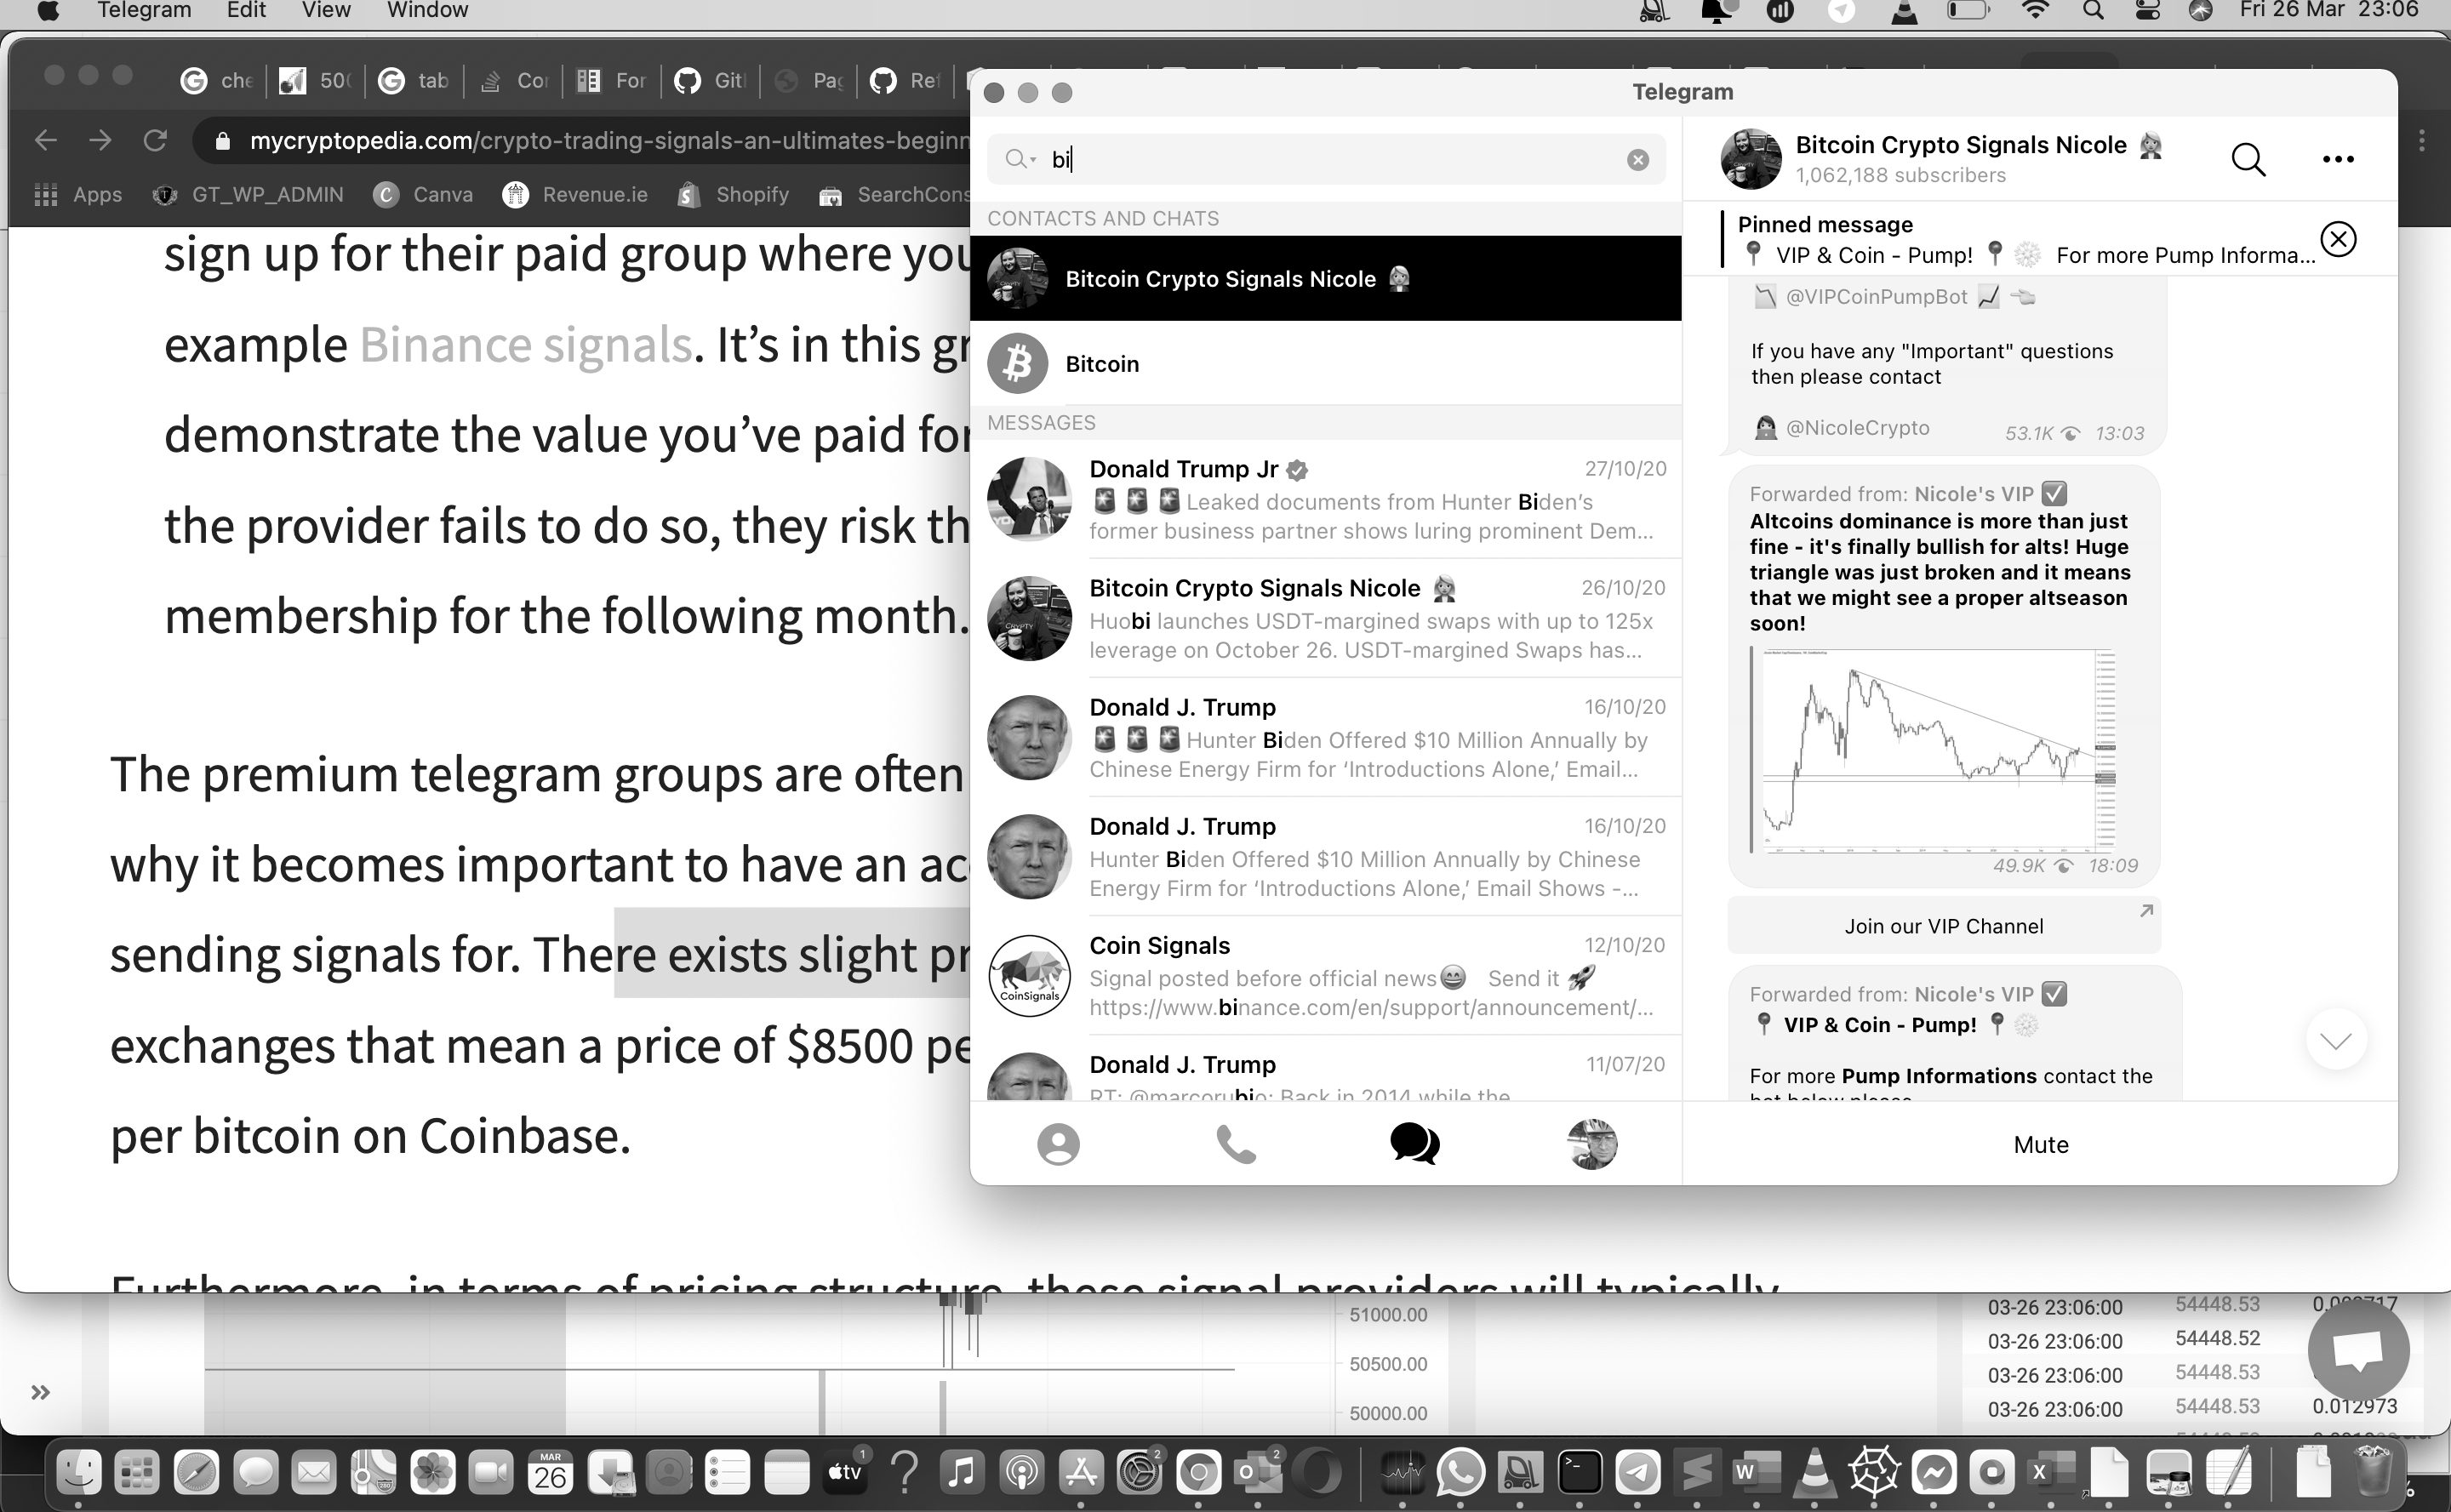 Telegram Edit View Window Fri 26 Mar 23:06
che 50 tab Co For Git Pag Ref
mycryptopedia.com/crypto-trading-signals-an-ultimates-beginn
Apps GT_WP_ADMIN Canva Revenue.ie Shopify SearchCons
sign up for their paid group where you
example Binance signals. It’s in this gr
demonstrate the value you’ve paid for
the provider fails to do so, they risk th
membership for the following month.
The premium telegram groups are often
why it becomes important to have an acc
sending signals for. There exists slight pr
exchanges that mean a price of $8500 pe
per bitcoin on Coinbase.
Furthermore, in terms of pricing structure, these signal providers will typically
Telegram
bi
CONTACTS AND CHATS
Bitcoin Crypto Signals Nicole
Bitcoin
MESSAGES
Donald Trump Jr 27/10/20
Leaked documents from Hunter Biden’s
former business partner shows luring prominent Dem...
Bitcoin Crypto Signals Nicole 26/10/20
Huobi launches USDT-margined swaps with up to 125x
leverage on October 26. USDT-margined Swaps has...
Donald J. Trump 16/10/20
Hunter Biden Offered $10 Million Annually by
Chinese Energy Firm for ‘Introductions Alone,’ Email...
Donald J. Trump 16/10/20
Hunter Biden Offered $10 Million Annually by Chinese
Energy Firm for ‘Introductions Alone,’ Email Shows -...
CoinSignals
Coin Signals 12/10/20
Signal posted before official news😄 Send it 🚀
https://www.binance.com/en/support/announcement/...
Donald J. Trump 11/07/20
RT: @marcorubio: Back in 2014 while the
Bitcoin Crypto Signals Nicole
1,062,188 subscribers
Pinned message
📍 VIP & Coin - Pump! 📍 For more Pump Informa...
@VIPCoinPumpBot
If you have any "Important" questions
then please contact
@NicoleCrypto
53.1K 13:03
Forwarded from: Nicole's VIP ☑
Altcoins dominance is more than just
fine - it's finally bullish for alts! Huge
triangle was just broken and it means
that we might see a proper altseason
soon!
49.9K 18:09
Join our VIP Channel
Forwarded from: Nicole's VIP ☑
📍 VIP & Coin - Pump! 📍
For more Pump Informations contact the
bot below please
Mute
51000.00
50500.00
50000.00
03-26 23:06:00 54448.53
03-26 23:06:00 54448.52
03-26 23:06:00 54448.53
03-26 23:06:00 54448.53 0.012973
MAR
26
tv
1
2
2